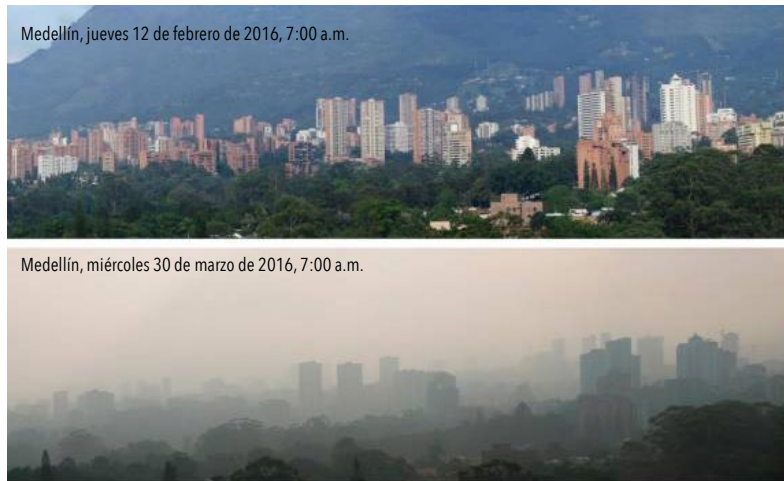 Medellín, jueves 12 de febrero de 2016, 7:00 a.m.
Medellín, miércoles 30 de marzo de 2016, 7:00 a.m.